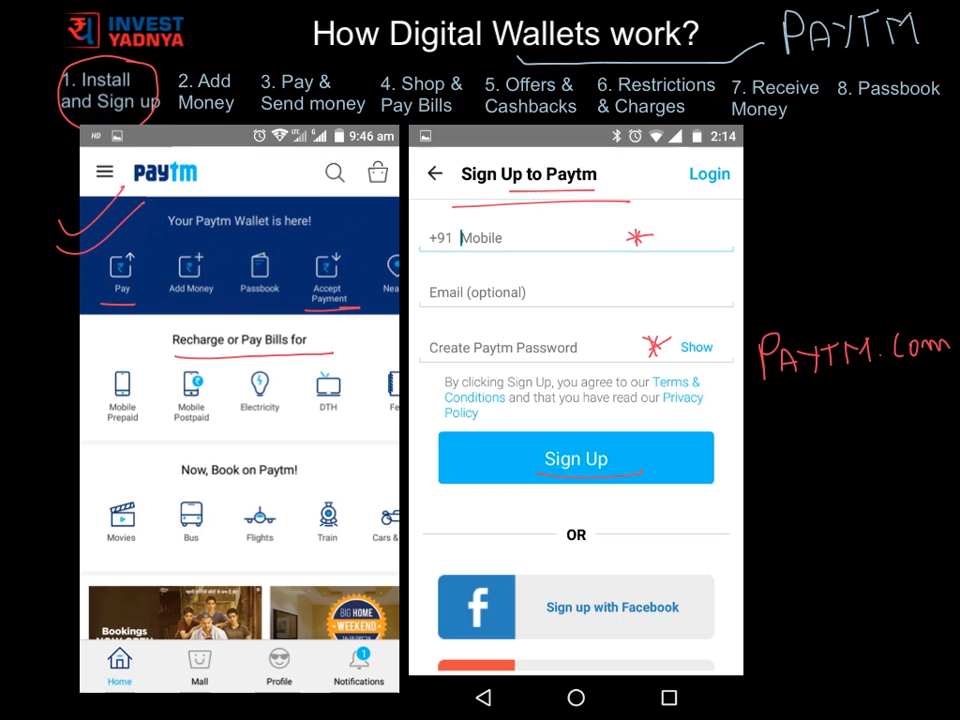 INVEST
YADNYA
How Digital Wallets work?
PAYTM
1. Install and Sign up
2. Add Money
3. Pay & Send money
4. Shop & Pay Bills
5. Offers & Cashbacks
6. Restrictions & Charges
7. Receive Money
8. Passbook
HD
LTE
G
9:46 am
paytm
Your Paytm Wallet is here!
Pay
Add Money
Passbook
Accept Payment
Nea
Recharge or Pay Bills for
Mobile Prepaid
Mobile Postpaid
Electricity
DTH
Fe
Now, Book on Paytm!
Movies
Bus
Flights
Train
Cars &
Bookings
BIG HOME
WEEKEND
Home
Mall
Profile
1
Notifications
2:14
Sign Up to Paytm
Login
+91 Mobile
Email (optional)
Create Paytm Password
Show
By clicking Sign Up, you agree to our Terms &
Conditions and that you have read our Privacy
Policy
Sign Up
OR
f
Sign up with Facebook
PAYTM.Com